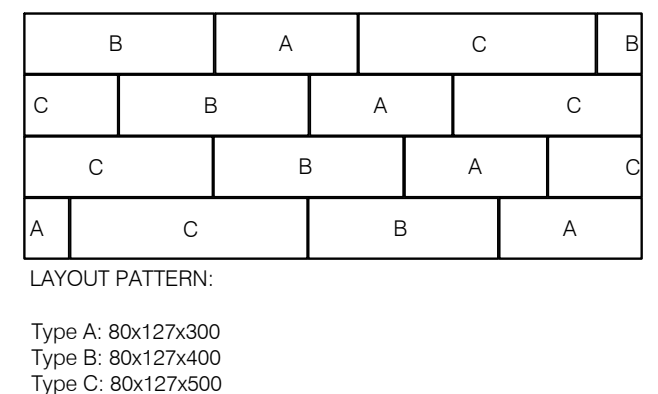 B A C B
C B A C
C B A C
A C B A
LAYOUT PATTERN:
Type A: 80x127x300
Type B: 80x127x400
Type C: 80x127x500